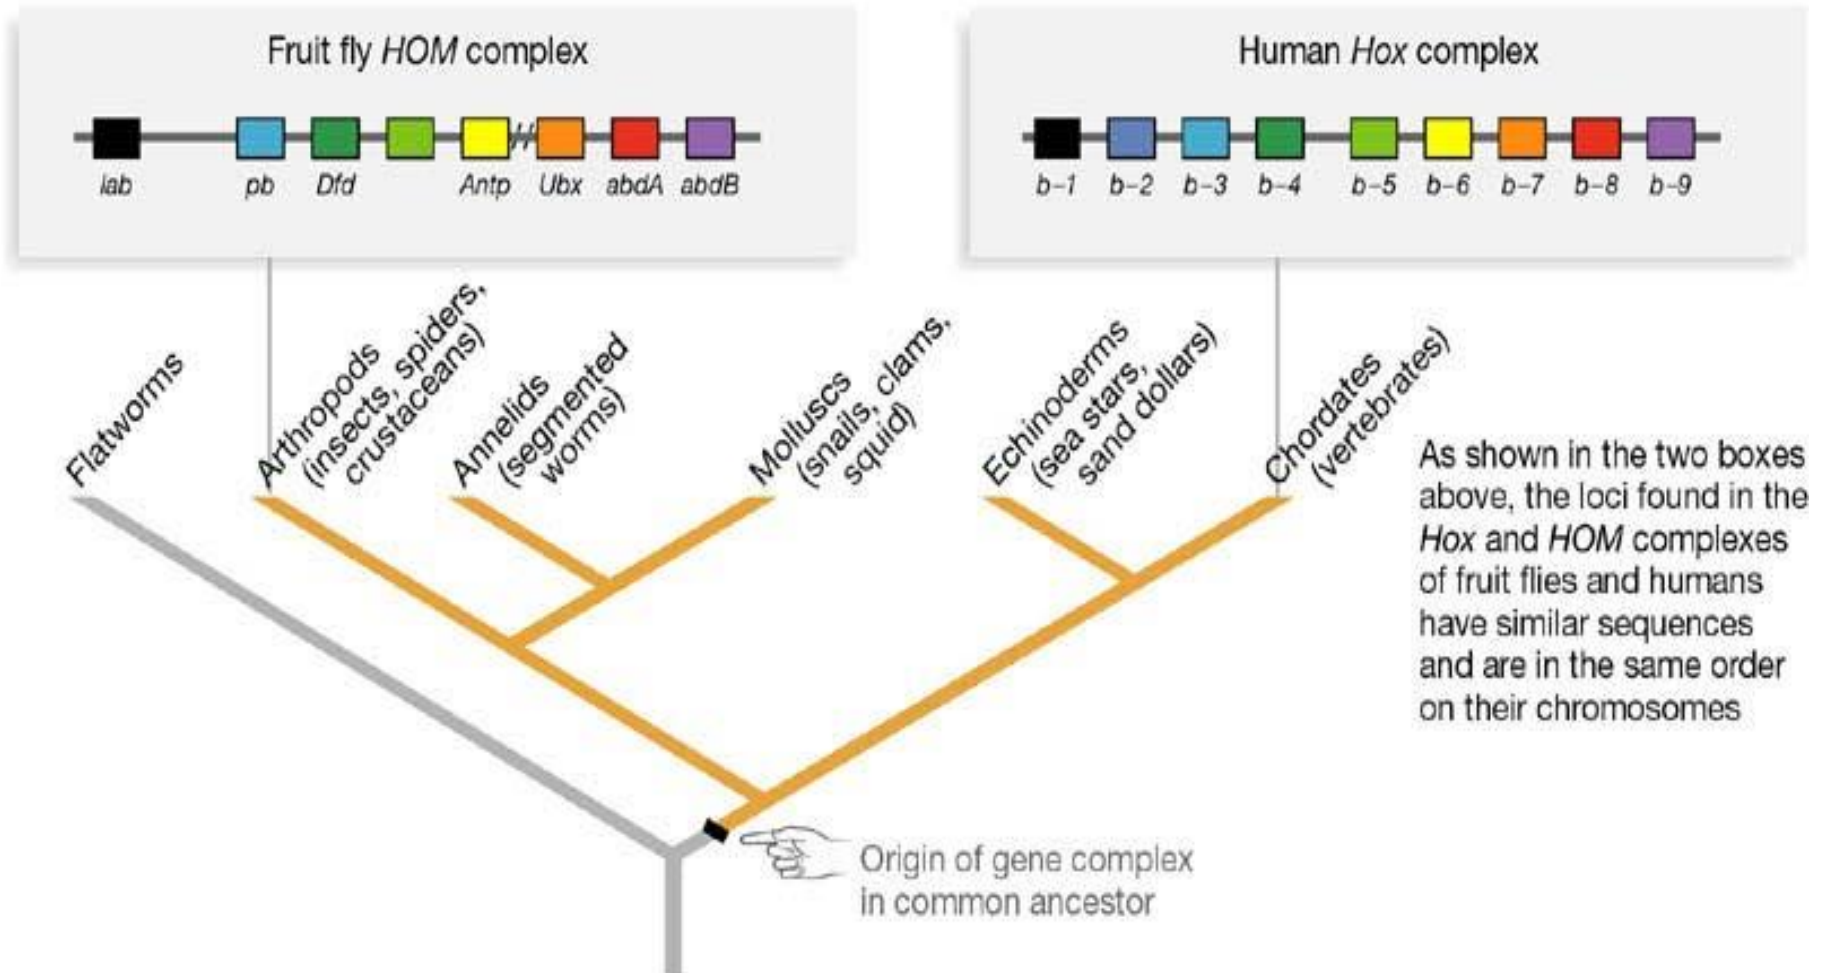 Fruit fly HOM complex
lab pb Dfd Antp Ubx abdA abdB
Human Hox complex
b-1 b-2 b-3 b-4 b-5 b-6 b-7 b-8 b-9
Flatworms
Arthropods
(insects, spiders,
crustaceans)
Annelids
(segmented
worms)
Molluscs
(snails, clams,
squid)
Echinoderms
(sea stars,
sand dollars)
Chordates
(vertebrates)
As shown in the two boxes
above, the loci found in the
Hox and HOM complexes
of fruit flies and humans
have similar sequences
and are in the same order
on their chromosomes
Origin of gene complex
in common ancestor